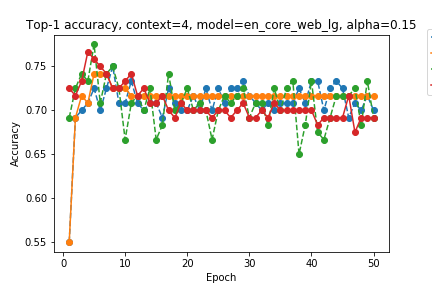 Top-1 accuracy, context=4, model=en_core_web_lg, alpha=0.15
0.75
0.70
0.65
0.60
0.55
Accuracy
0 10 20 30 40 50
Epoch